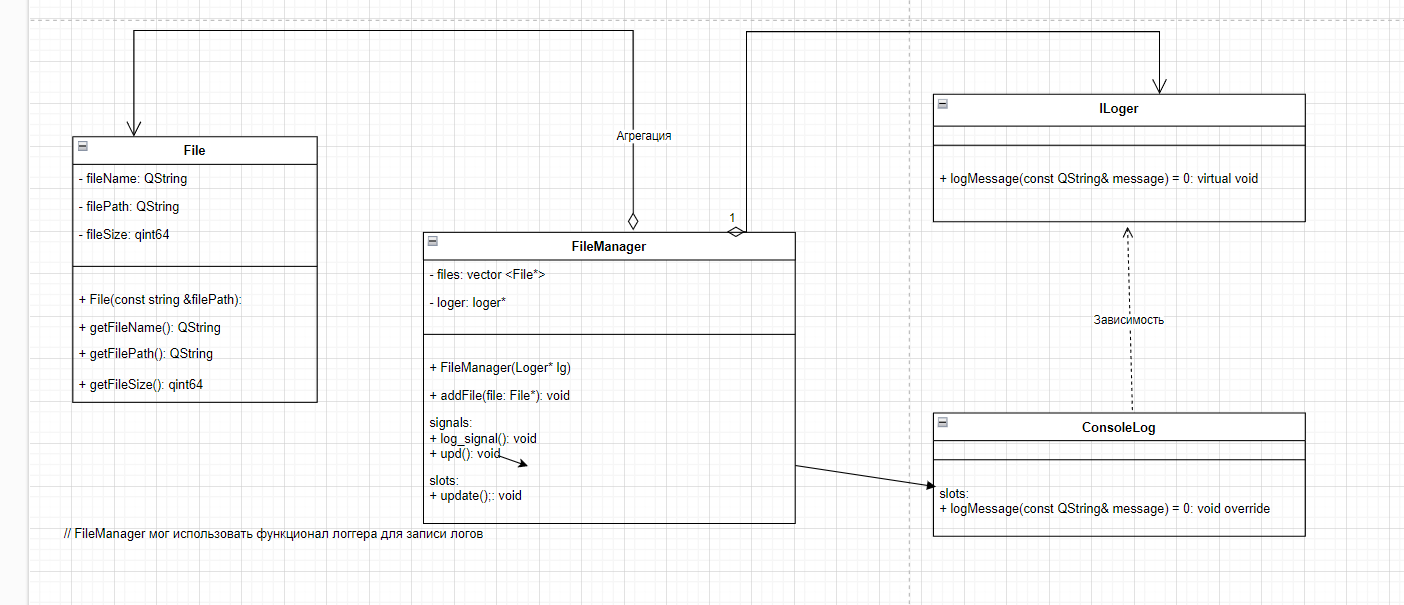 Агрегация
File
- fileName: QString
- filePath: QString
- fileSize: qint64
+ File(const string &filePath):
+ getFileName(): QString
+ getFilePath(): QString
+ getFileSize(): qint64
1
FileManager
- files: vector <File*>
- loger: loger*
+ FileManager(Loger* lg)
+ addFile(file: File*): void
signals:
+ log_signal(): void
+ upd(): void
slots:
+ update();: void
ILoger
+ logMessage(const QString& message) = 0: virtual void
Зависимость
ConsoleLog
slots:
+ logMessage(const QString& message) = 0: void override
// FileManager мог использовать функционал логгера для записи логов